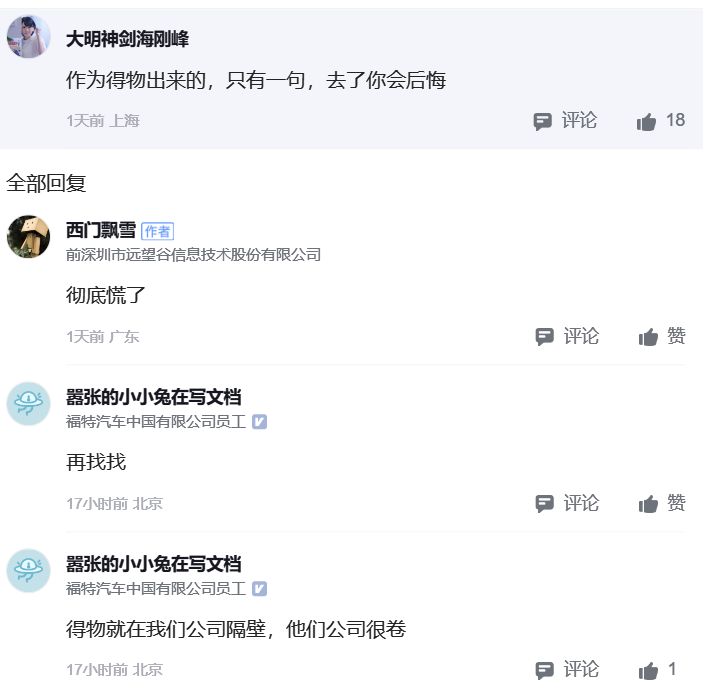 大明神剑海刚峰
作为得物出来的，只有一句，去了你会后悔
1天前 上海 评论 18
全部回复
西门飘雪 作者
前深圳市远望谷信息技术股份有限公司
彻底慌了
1天前 广东 评论 赞
嚣张的小小兔在写文档
福特汽车中国有限公司员工 V
再找找
17小时前 北京 评论 赞
嚣张的小小兔在写文档
福特汽车中国有限公司员工 V
得物就在我们公司隔壁，他们公司很卷
17小时前 北京 评论 1